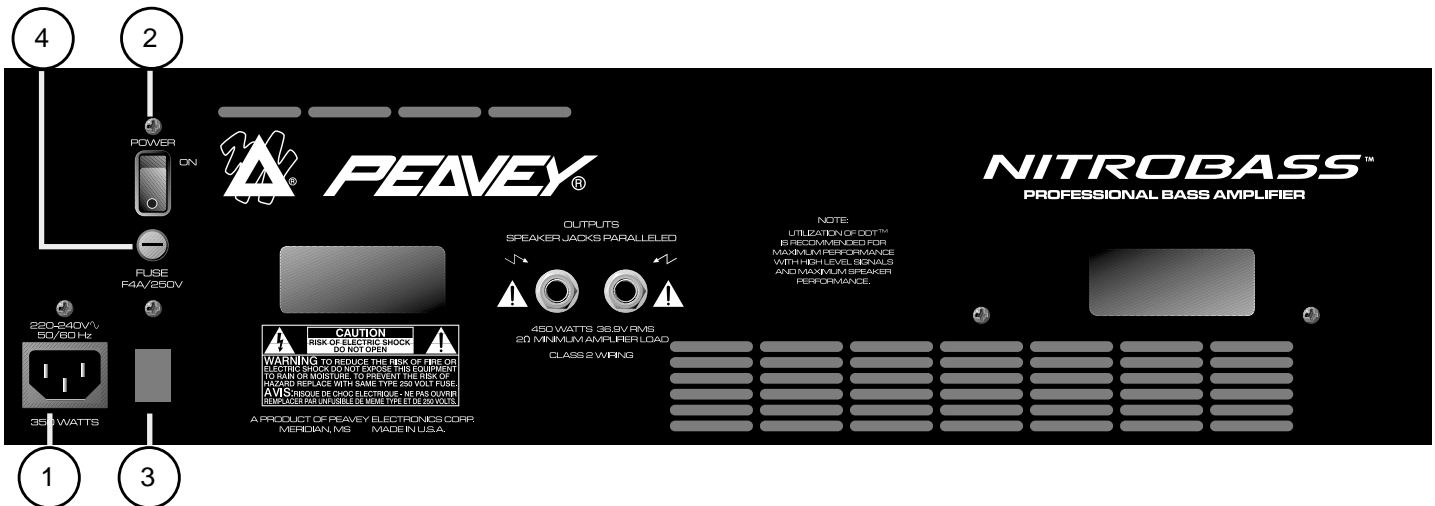 4
2
POWER
ON
PEAVEY®
®
NITROBASS™
PROFESSIONAL BASS AMPLIFIER
OUTPUTS
SPEAKER JACKS PARALLELED
NOTE:
UTILIZATION OF DDT™
IS RECOMMENDED FOR
MAXIMUM PERFORMANCE
WITH HIGH LEVEL SIGNALS
AND MAXIMUM SPEAKER
PERFORMANCE.
FUSE
F4A/250V
220-240V∿
50/60 Hz
350 WATTS
450 WATTS 36.9V RMS
2Ω MINIMUM AMPLIFER LOAD
CLASS 2 WIRING
CAUTION
RISK OF ELECTRIC SHOCK
DO NOT OPEN
WARNING TO REDUCE THE RISK OF FIRE OR
ELECTRIC SHOCK DO NOT EXPOSE THIS EQUIPMENT
TO RAIN OR MOISTURE. TO PREVENT THE RISK OF
HAZARD REPLACE WITH SAME TYPE 250 VOLT FUSE.
AVIS: RISQUE DE CHOC ELECTRIQUE - NE PAS OUVRIR
REMPLACER PAR UNFUSIBLE DE MEME TYPE ET DE 250 VOLTS.
A PRODUCT OF PEAVEY ELECTRONICS CORP.
MERIDIAN, MS MADE IN U.S.A.
1
3